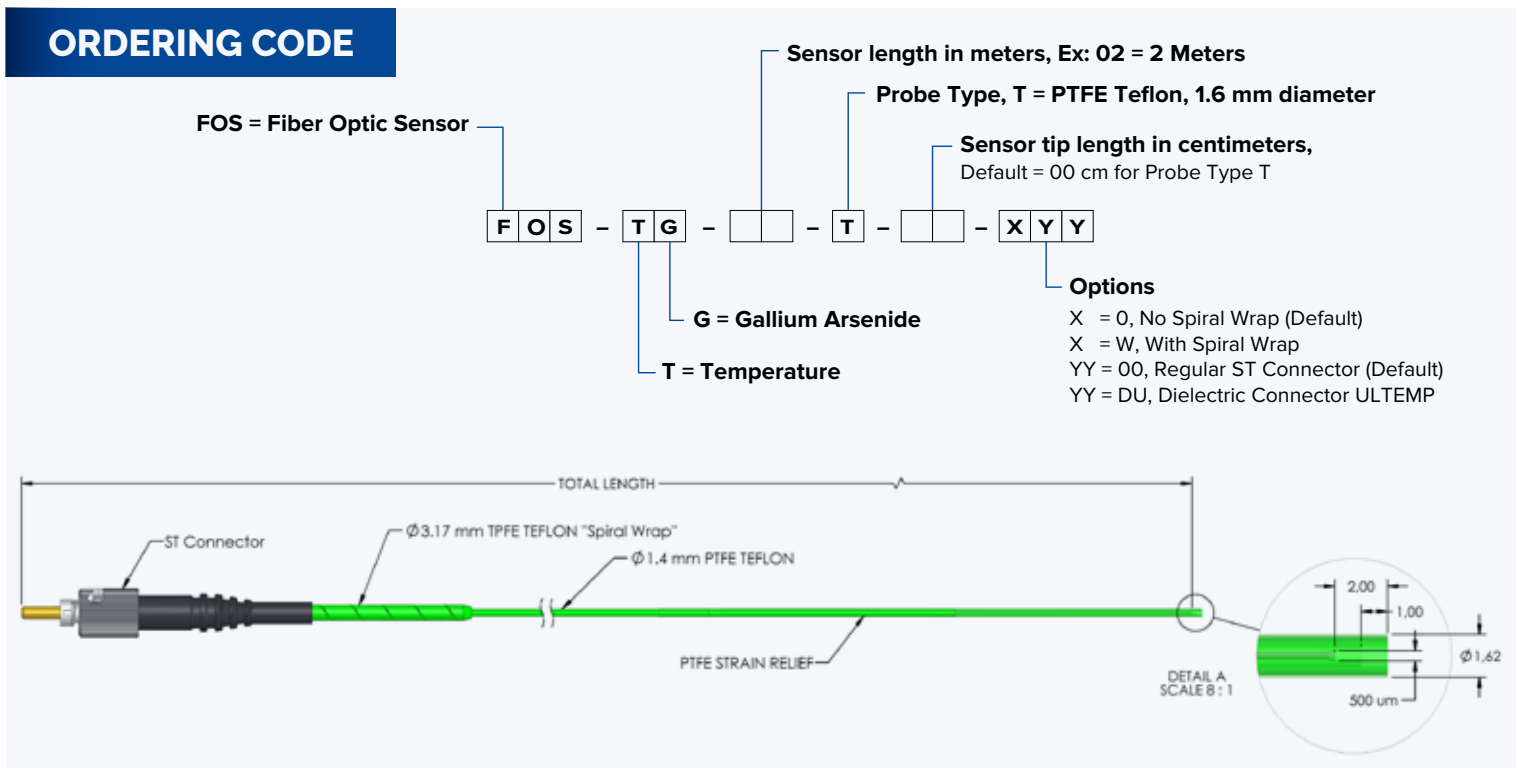 ORDERING CODE
Sensor length in meters, Ex: 02 = 2 Meters
Probe Type, T = PTFE Teflon, 1.6 mm diameter
FOS = Fiber Optic Sensor
Sensor tip length in centimeters,
Default = 00 cm for Probe Type T
F O S – T G – – T – – X Y Y
Options
G = Gallium Arsenide
X = 0, No Spiral Wrap (Default)
X = W, With Spiral Wrap
T = Temperature
YY = 00, Regular ST Connector (Default)
YY = DU, Dielectric Connector ULTEMP
TOTAL LENGTH
Ø3.17 mm TPFE TEFLON "Spiral Wrap"
ST Connector
Ø1,4 mm PTFE TEFLON
2,00
1,00
PTFE STRAIN RELIEF
Ø1,62
DETAIL A
SCALE 8 : 1
500 um